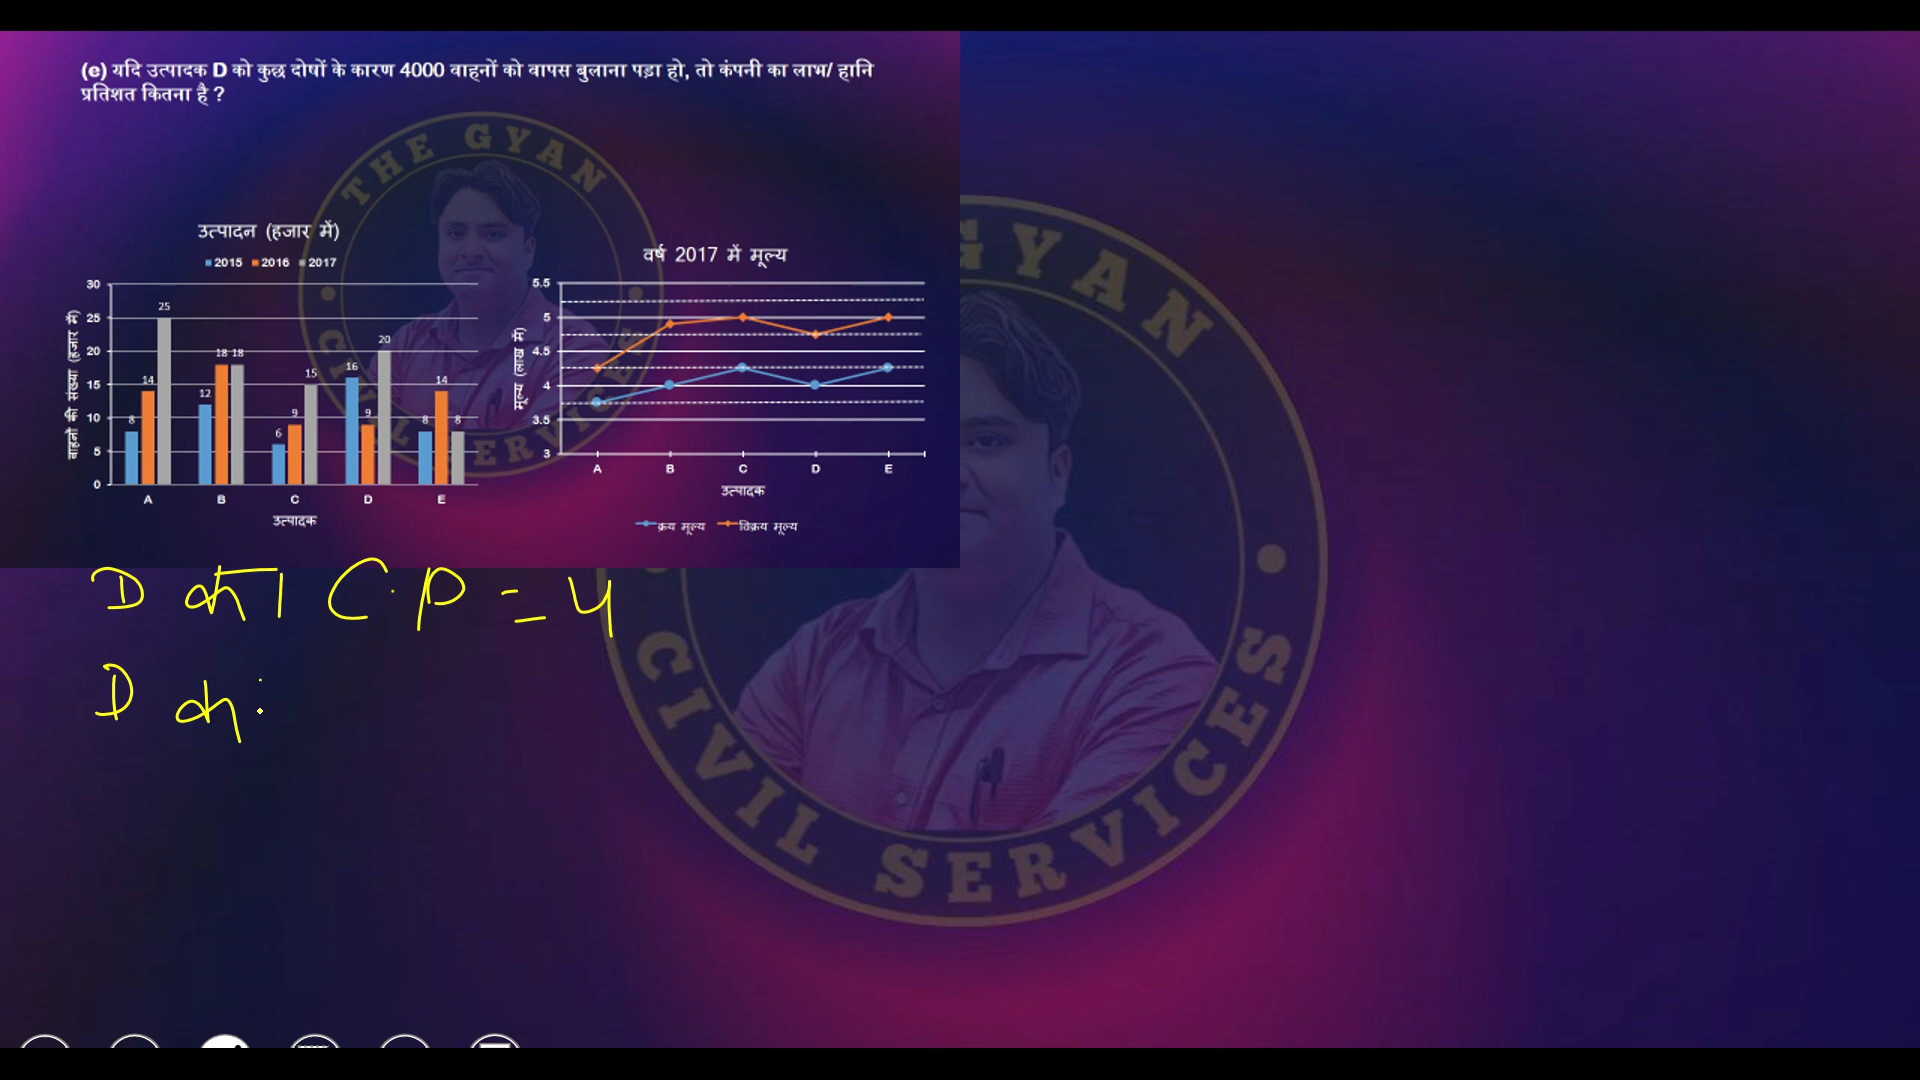 (e) यदि उत्पादक D को कुछ दोषों के कारण 4000 वाहनों को वापस बुलाना पड़ा हो, तो कंपनी का लाभ/ हानि
प्रतिशत कितना है ?
THE GYAN
CIVIL SERVICES
उत्पादन (हजार में)
2015 2016 2017
वाहनों की संख्या (हजार में)
30
25
20
15
10
5
0
8 14 25
12 18 18
6 9 15
16 9 20
8 14 8
A B C D E
उत्पादक
वर्ष 2017 में मूल्य
मूल्य (लाख में)
5.5
5
4.5
4
3.5
3
A B C D E
उत्पादक
क्रय मूल्य विक्रय मूल्य
D का C.P = 4
D क
GYAN
CIVIL SERVICES